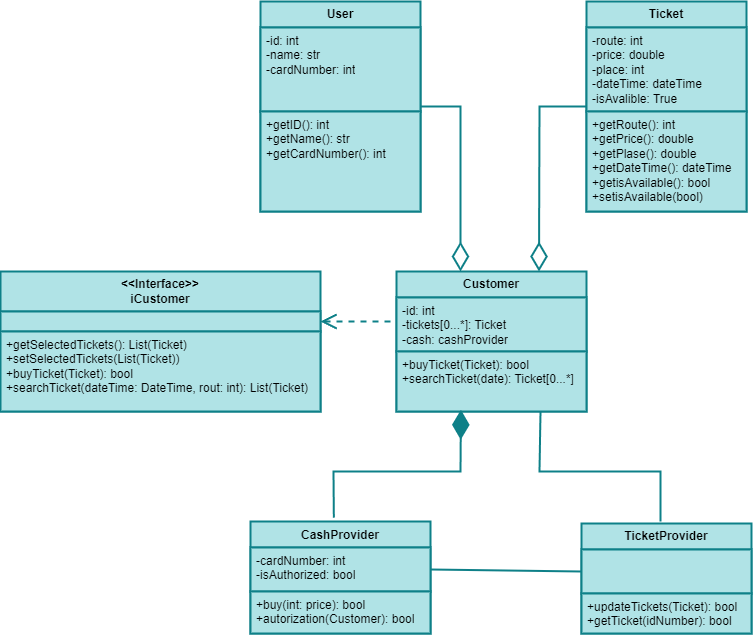 User
-id: int
-name: str
-cardNumber: int
+getID(): int
+getName(): str
+getCardNumber(): int
Ticket
-route: int
-price: double
-place: int
-dateTime: dateTime
-isAvalible: True
+getRoute(): int
+getPrice(): double
+getPlase(): double
+getDateTime(): dateTime
+getisAvailable(): bool
+setisAvailable(bool)
<<Interface>>
iCustomer
+getSelectedTickets(): List(Ticket)
+setSelectedTickets(List(Ticket))
+buyTicket(Ticket): bool
+searchTicket(dateTime: DateTime, rout: int): List(Ticket)
Customer
-id: int
-tickets[0...*]: Ticket
-cash: cashProvider
+buyTicket(Ticket): bool
+searchTicket(date): Ticket[0...*]
CashProvider
-cardNumber: int
-isAuthorized: bool
+buy(int: price): bool
+autorization(Customer): bool
TicketProvider
+updateTickets(Ticket): bool
+getTicket(idNumber): bool